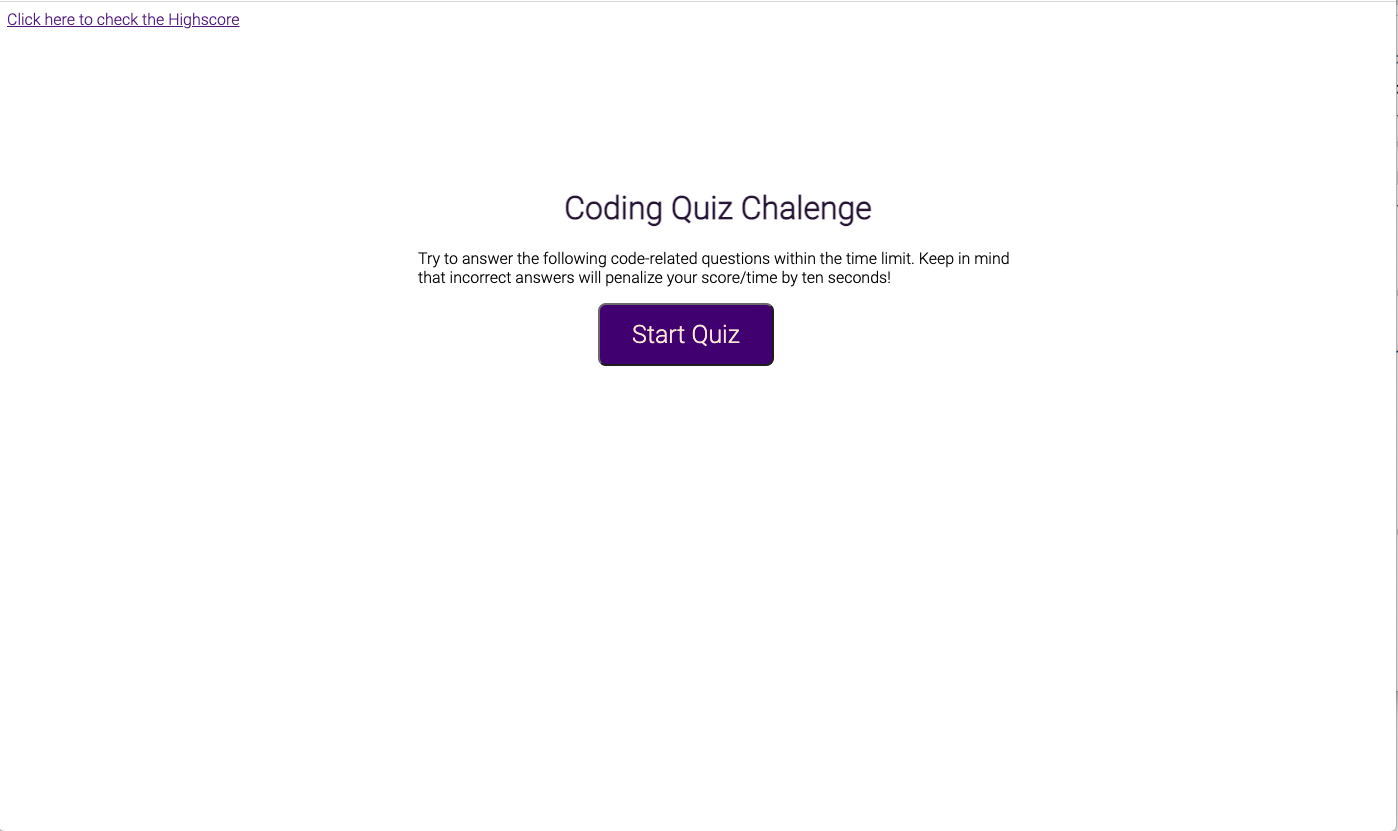 Click here to check the Highscore
Coding Quiz Chalenge
Try to answer the following code-related questions within the time limit. Keep in mind
that incorrect answers will penalize your score/time by ten seconds!
Start Quiz